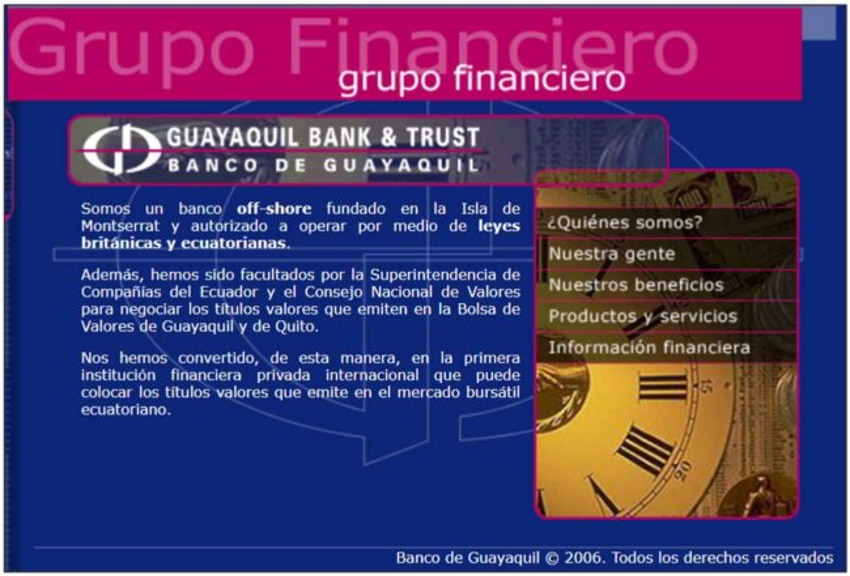 Grupo Financiero
grupo financiero
GUAYAQUIL BANK & TRUST
BANCO DE GUAYAQUIL
Somos un banco off-shore fundado en la Isla de
Montserrat y autorizado a operar por medio de leyes
británicas y ecuatorianas.
Además, hemos sido facultados por la Superintendencia de
Compañías del Ecuador y el Consejo Nacional de Valores
para negociar los títulos valores que emiten en la Bolsa de
Valores de Guayaquil y de Quito.
Nos hemos convertido, de esta manera, en la primera
institución financiera privada internacional que puede
colocar los títulos valores que emite en el mercado bursátil
ecuatoriano.
¿Quiénes somos?
Nuestra gente
Nuestros beneficios
Productos y servicios
Información financiera
15
20
Banco de Guayaquil © 2006. Todos los derechos reservados